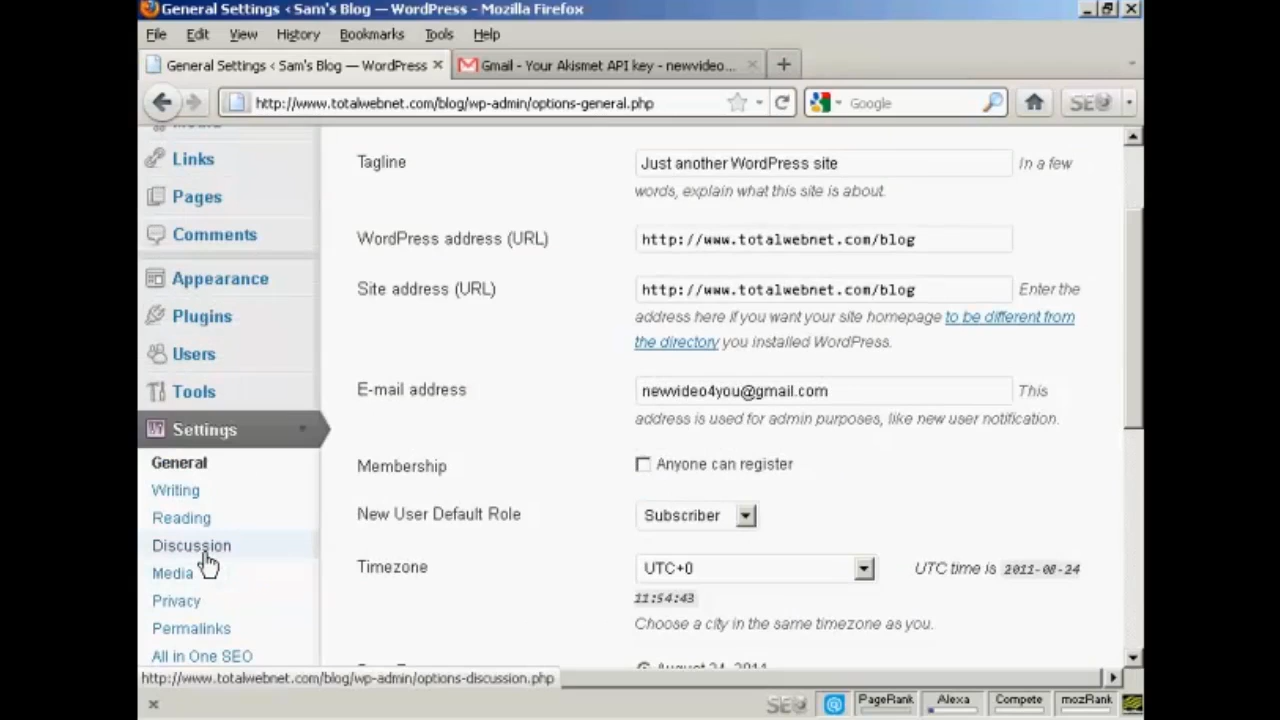 General Settings ‹ Sam's Blog — WordPress - Mozilla Firefox
File Edit View History Bookmarks Tools Help
General Settings ‹ Sam's Blog — WordPress
Gmail - Your Akismet API key - newvideo...
http://www.totalwebnet.com/blog/wp-admin/options-general.php
Google
SEO
Media
Links
Pages
Comments
Appearance
Plugins
Users
Tools
Settings
General
Writing
Reading
Discussion
Media
Privacy
Permalinks
All in One SEO
Tagline
Just another WordPress site
In a few
words, explain what this site is about.
WordPress address (URL)
http://www.totalwebnet.com/blog
Site address (URL)
http://www.totalwebnet.com/blog
Enter the
address here if you want your site homepage to be different from
the directory you installed WordPress.
E-mail address
newvideo4you@gmail.com
This
address is used for admin purposes, like new user notification.
Membership
Anyone can register
New User Default Role
Subscriber
Timezone
UTC+0
UTC time is 2011-08-24
11:54:43
Choose a city in the same timezone as you.
August 24, 2011
http://www.totalwebnet.com/blog/wp-admin/options-discussion.php
SEO
PageRank
Alexa
Compete
mozRank